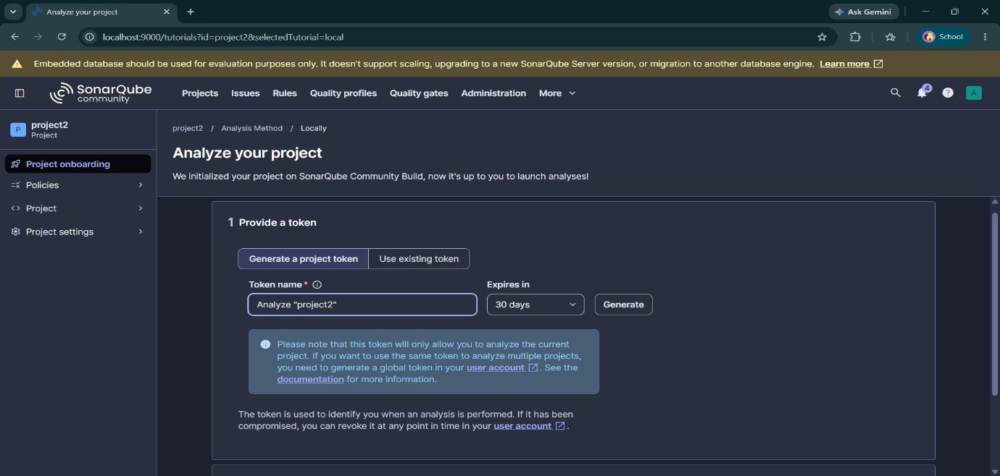 Analyze your project
Ask Gemini
localhost:9000/tutorials?id=project2&selectedTutorial=local
School
Embedded database should be used for evaluation purposes only. It doesn't support scaling, upgrading to a new SonarQube Server version, or migration to another database engine. Learn more
SonarQube
community
Projects Issues Rules Quality profiles Quality gates Administration More
4
?
A
P
project2
Project
Project onboarding
Policies
Project
Project settings
project2 / Analysis Method / Locally
Analyze your project
We initialized your project on SonarQube Community Build, now it's up to you to launch analyses!
1 Provide a token
Generate a project token Use existing token
Token name * Expires in
Analyze "project2" 30 days Generate
Please note that this token will only allow you to analyze the current
project. If you want to use the same token to analyze multiple projects,
you need to generate a global token in your user account . See the
documentation for more information.
The token is used to identify you when an analysis is performed. If it has been
compromised, you can revoke it at any point in time in your user account .